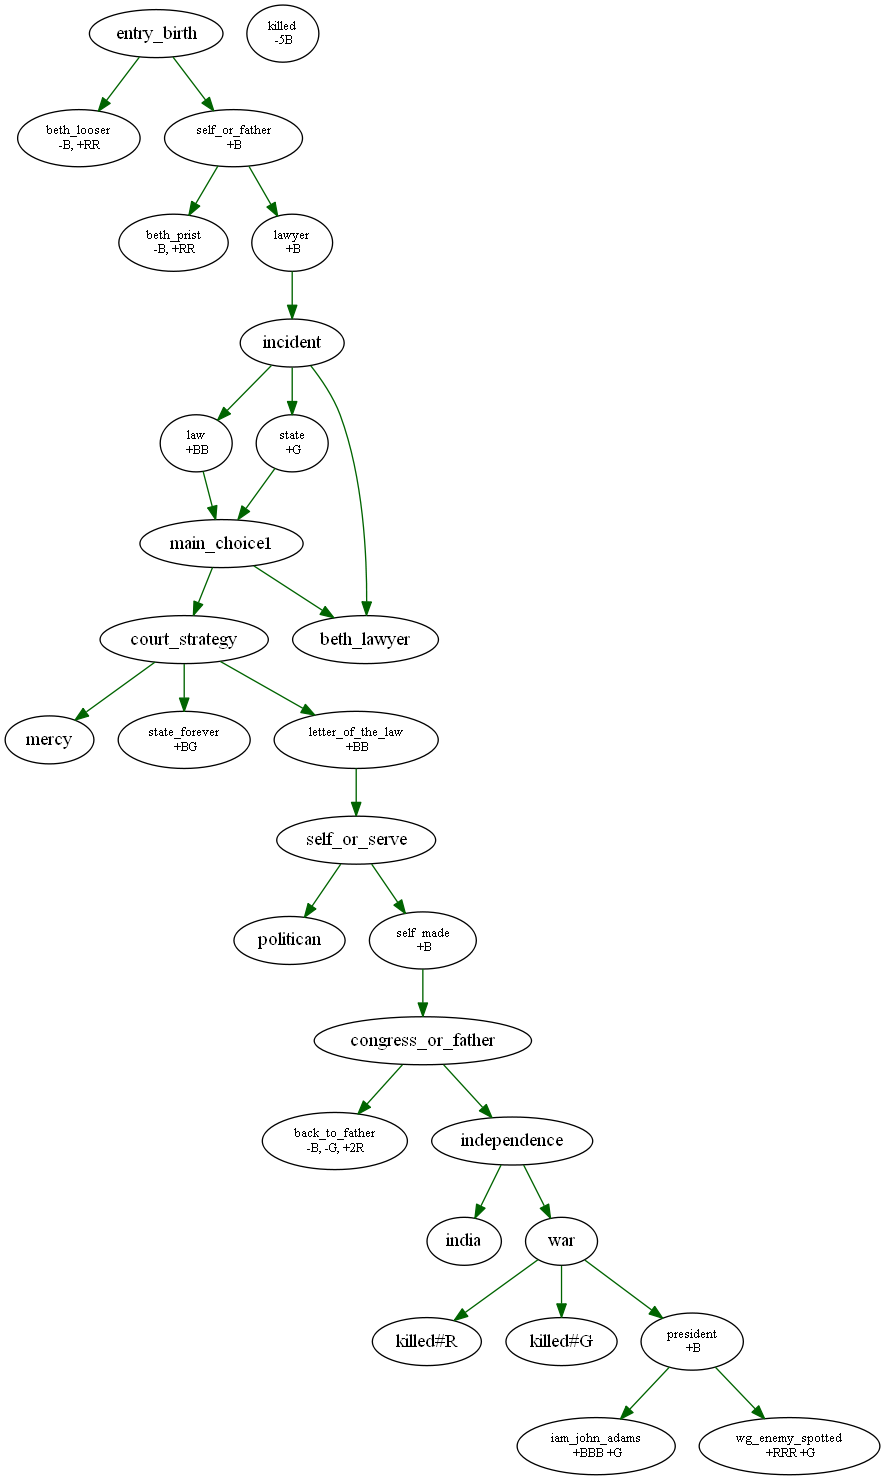 entry_birth
killed
-5B
beth_looser
-B, +RR
self_or_father
+B
beth_prist
-B, +RR
lawyer
+B
incident
law
+BB
state
+G
main_choice1
court_strategy
beth_lawyer
mercy
state_forever
+BG
letter_of_the_law
+BB
self_or_serve
politican
self_made
+B
congress_or_father
back_to_father
-B, -G, +2R
independence
india
war
killed#R
killed#G
president
+B
iam_john_adams
+BBB +G
wg_enemy_spotted
+RRR +G